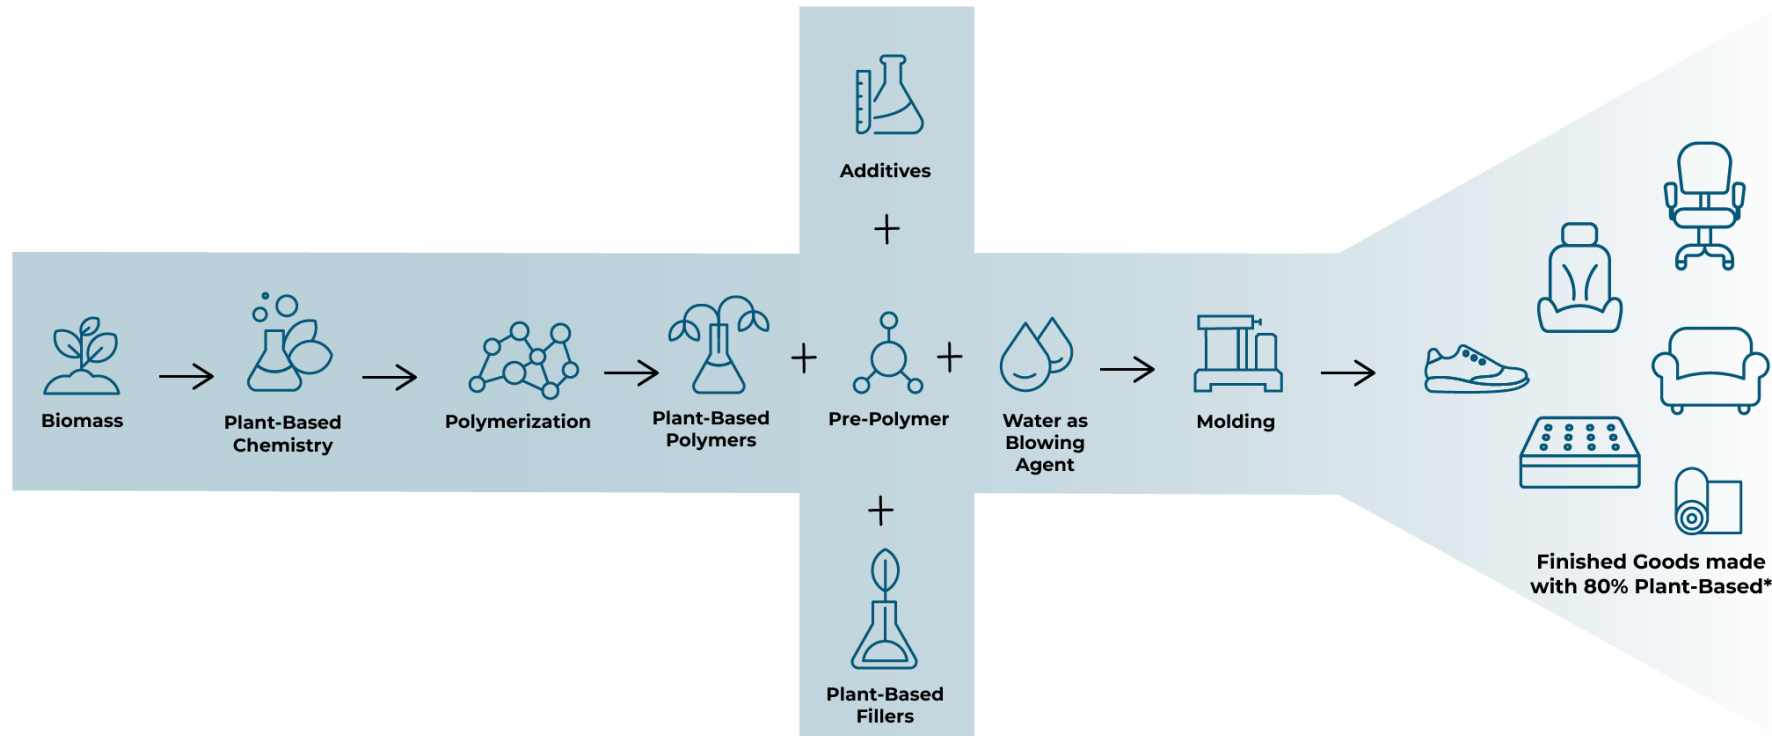 Additives
+
Biomass
Plant-Based
Chemistry
Polymerization
Plant-Based
Polymers
+
Pre-Polymer
+
Water as
Blowing
Agent
Molding
+
Plant-Based
Fillers
Finished Goods made
with 80% Plant-Based*